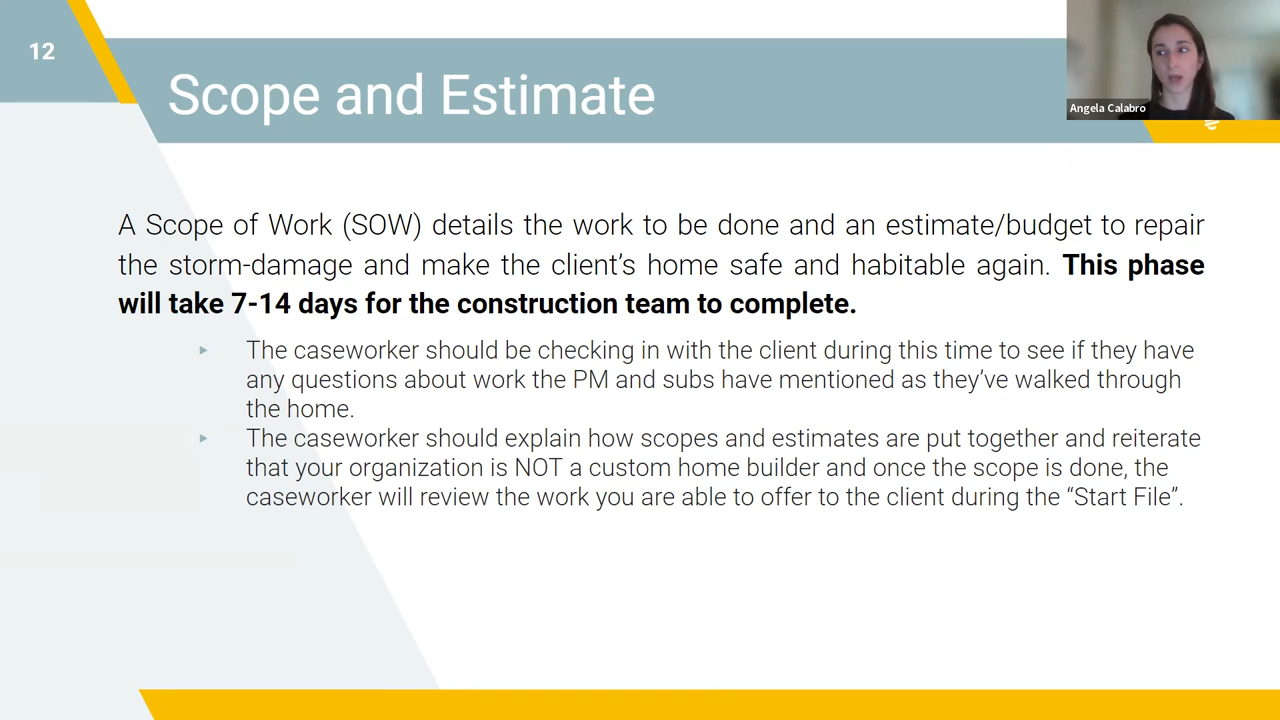 12
Scope and Estimate
Angela Calabro
A Scope of Work (SOW) details the work to be done and an estimate/budget to repair
the storm-damage and make the client’s home safe and habitable again. This phase
will take 7-14 days for the construction team to complete.
The caseworker should be checking in with the client during this time to see if they have
any questions about work the PM and subs have mentioned as they’ve walked through
the home.
The caseworker should explain how scopes and estimates are put together and reiterate
that your organization is NOT a custom home builder and once the scope is done, the
caseworker will review the work you are able to offer to the client during the “Start File”.